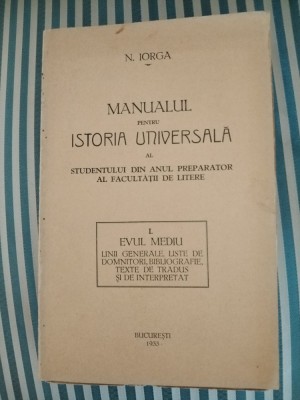 N. IORGA
MANUALUL
PENTRU
ISTORIA UNIVERSALĂ
AL
STUDENTULUI DIN ANUL PREPARATOR
AL FACULTĂȚII DE LITERE
I.
EVUL MEDIU
LINII GENERALE, LISTE DE
DOMNITORI, BIBLIOGRAFIE,
TEXTE DE TRADUS
ȘI DE INTERPRETAT
BUCUREȘTI
1933